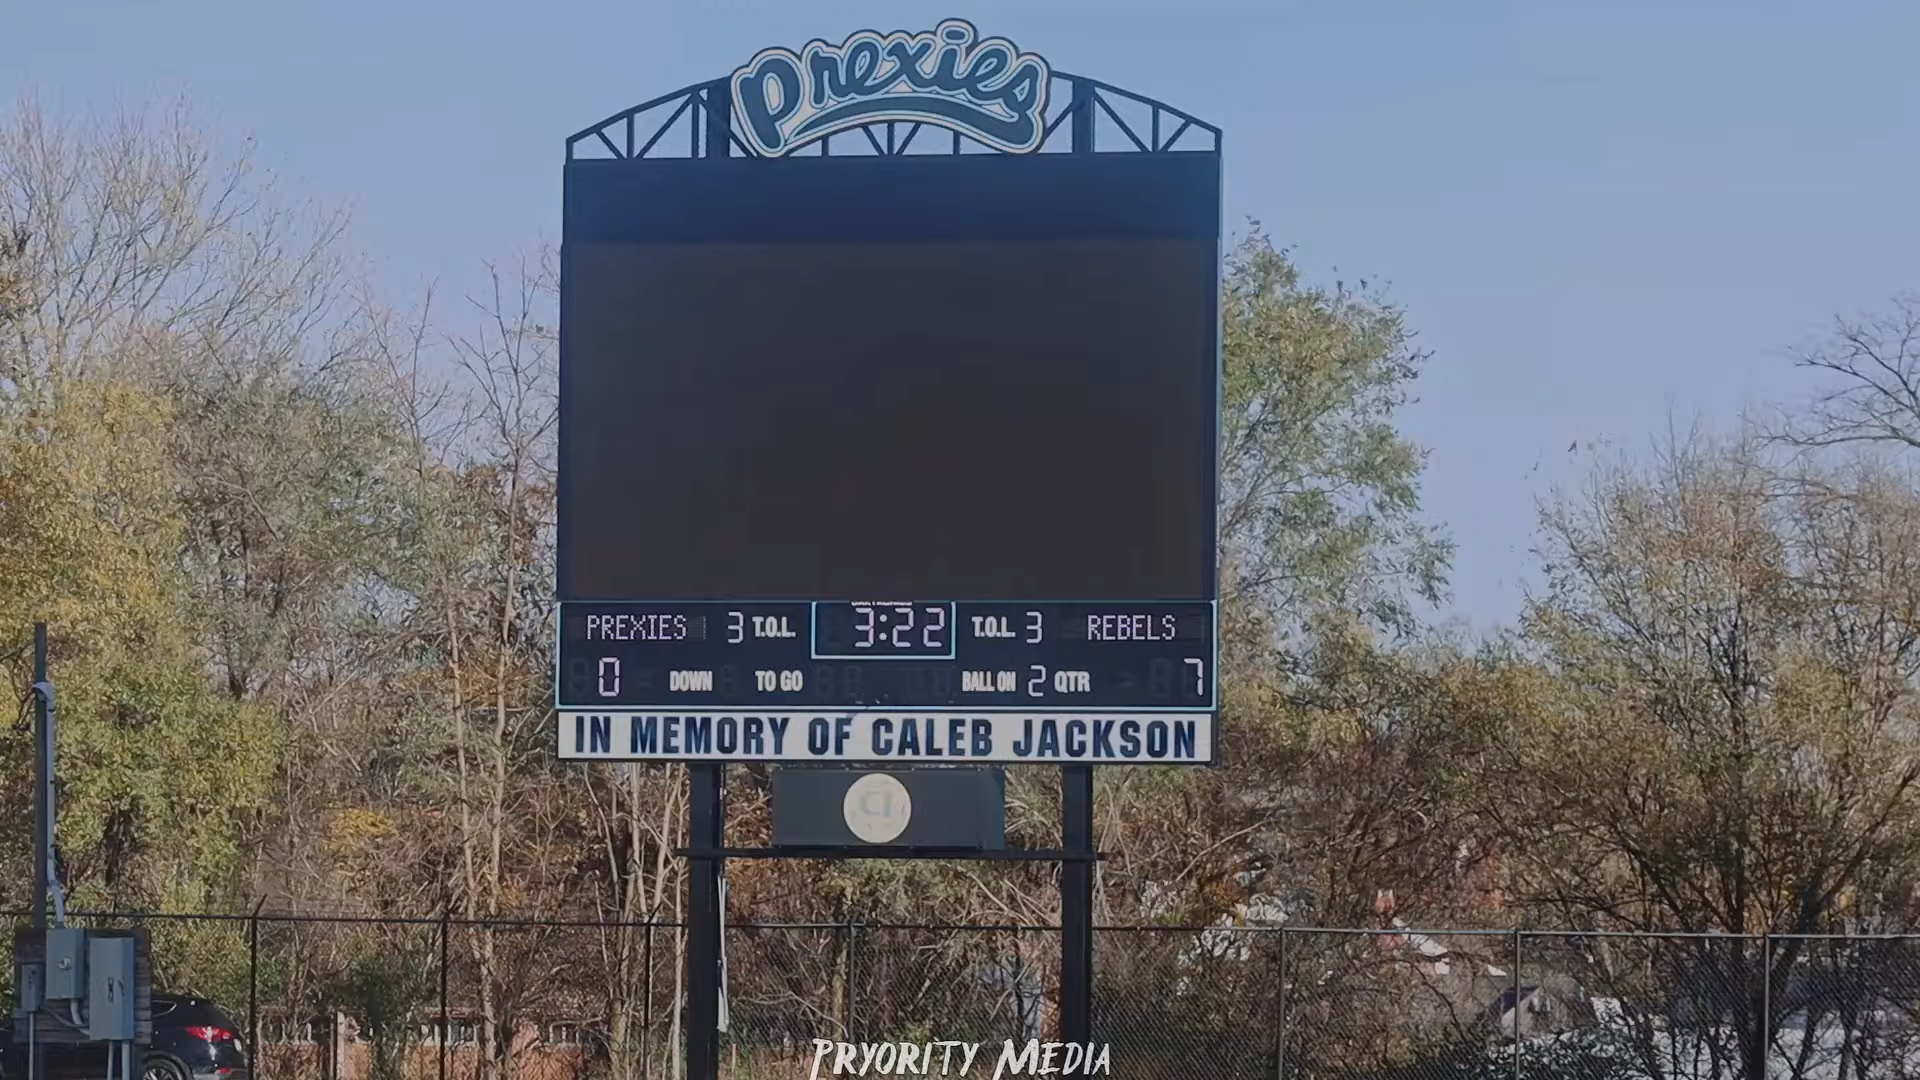 Prexies
PREXIES 3 T.O.L. 3:22 T.O.L. 3 REBELS
0 DOWN TO GO BALL ON 2 QTR 7
IN MEMORY OF CALEB JACKSON
CJ
PRYORITY MEDIA